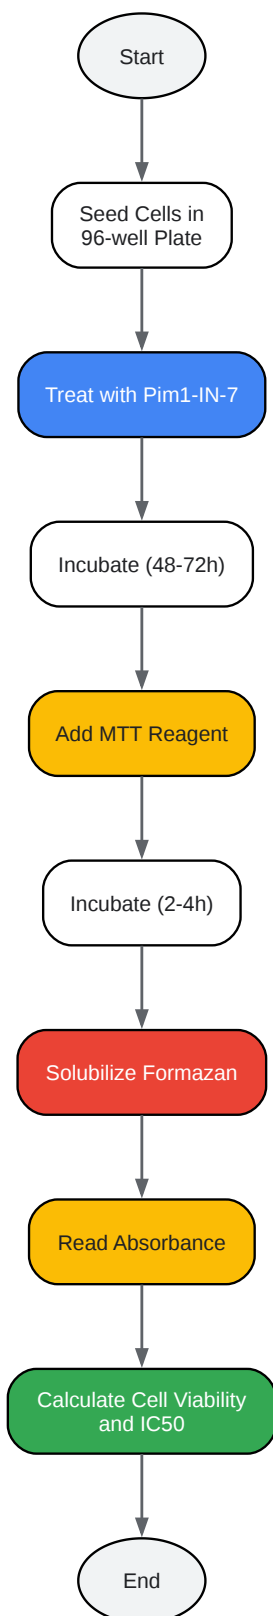 Start
Seed Cells in
96-well Plate
Treat with Pim1-IN-7
Incubate (48-72h)
Add MTT Reagent
Incubate (2-4h)
Solubilize Formazan
Read Absorbance
Calculate Cell Viability
and IC50
End